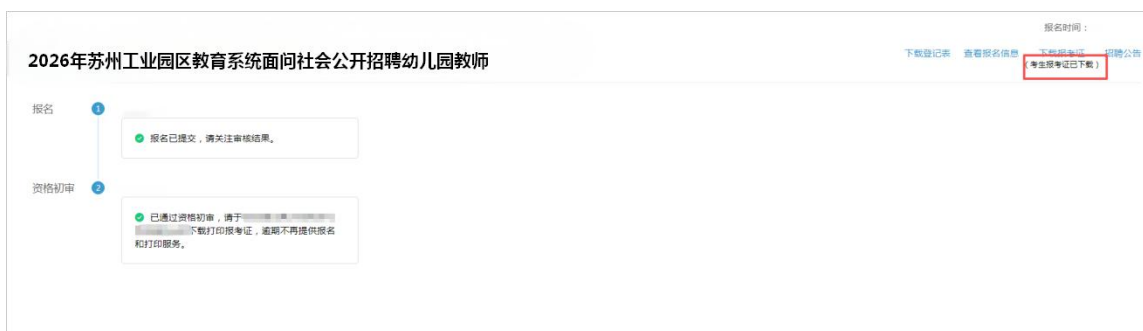 报名时间：
2026年苏州工业园区教育系统面问社会公开招聘幼儿园教师
下载登记表 查看报名信息 下载报考证 招聘公告
（考生报考证已下载）
报名 1
报名已提交，请关注审核结果。
资格初审 2
已通过资格初审，请于
下载打印报考证，逾期不再提供报名
和打印服务。